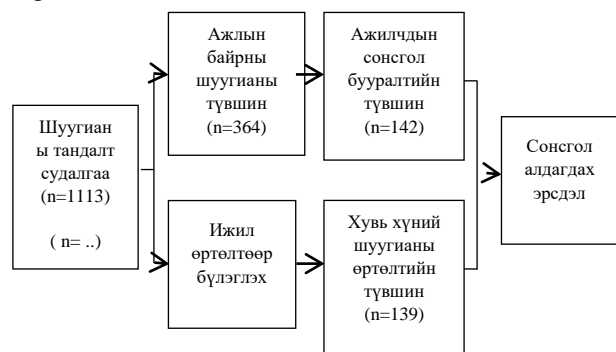 Шуугиан
ы тандалт
судалгаа
(n=1113)
( n= ..)
Ажлын
байрны
шуугианы
түвшин
(n=364)
Ажилчдын
сонсгол
бууралтийн
түвшин
(n=142)
Ижил
өртөлтөөр
бүлэглэх
Хувь хүний
шуугианы
өртөлтийн
түвшин
(n=139)
Сонсгол
алдагдах
эрсдэл